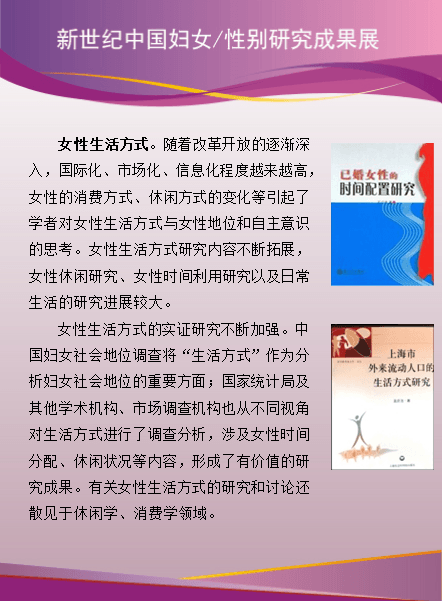 新世纪中国妇女/性别研究成果展
女性生活方式。随着改革开放的逐渐深
入，国际化、市场化、信息化程度越来越高，
女性的消费方式、休闲方式的变化等引起了
学者对女性生活方式与女性地位和自主意识
的思考。女性生活方式研究内容不断拓展，
女性休闲研究、女性时间利用研究以及日常
生活的研究进展较大。
女性生活方式的实证研究不断加强。中
国妇女社会地位调查将“生活方式”作为分
析妇女社会地位的重要方面；国家统计局及
其他学术机构、市场调查机构也从不同视角
对生活方式进行了调查分析，涉及女性时间
分配、休闲状况等内容，形成了有价值的研
究成果。有关女性生活方式的研究和讨论还
散见于休闲学、消费学领域。
已婚女性的
时间配置研究
上海市
外来流动人口的
生活方式研究